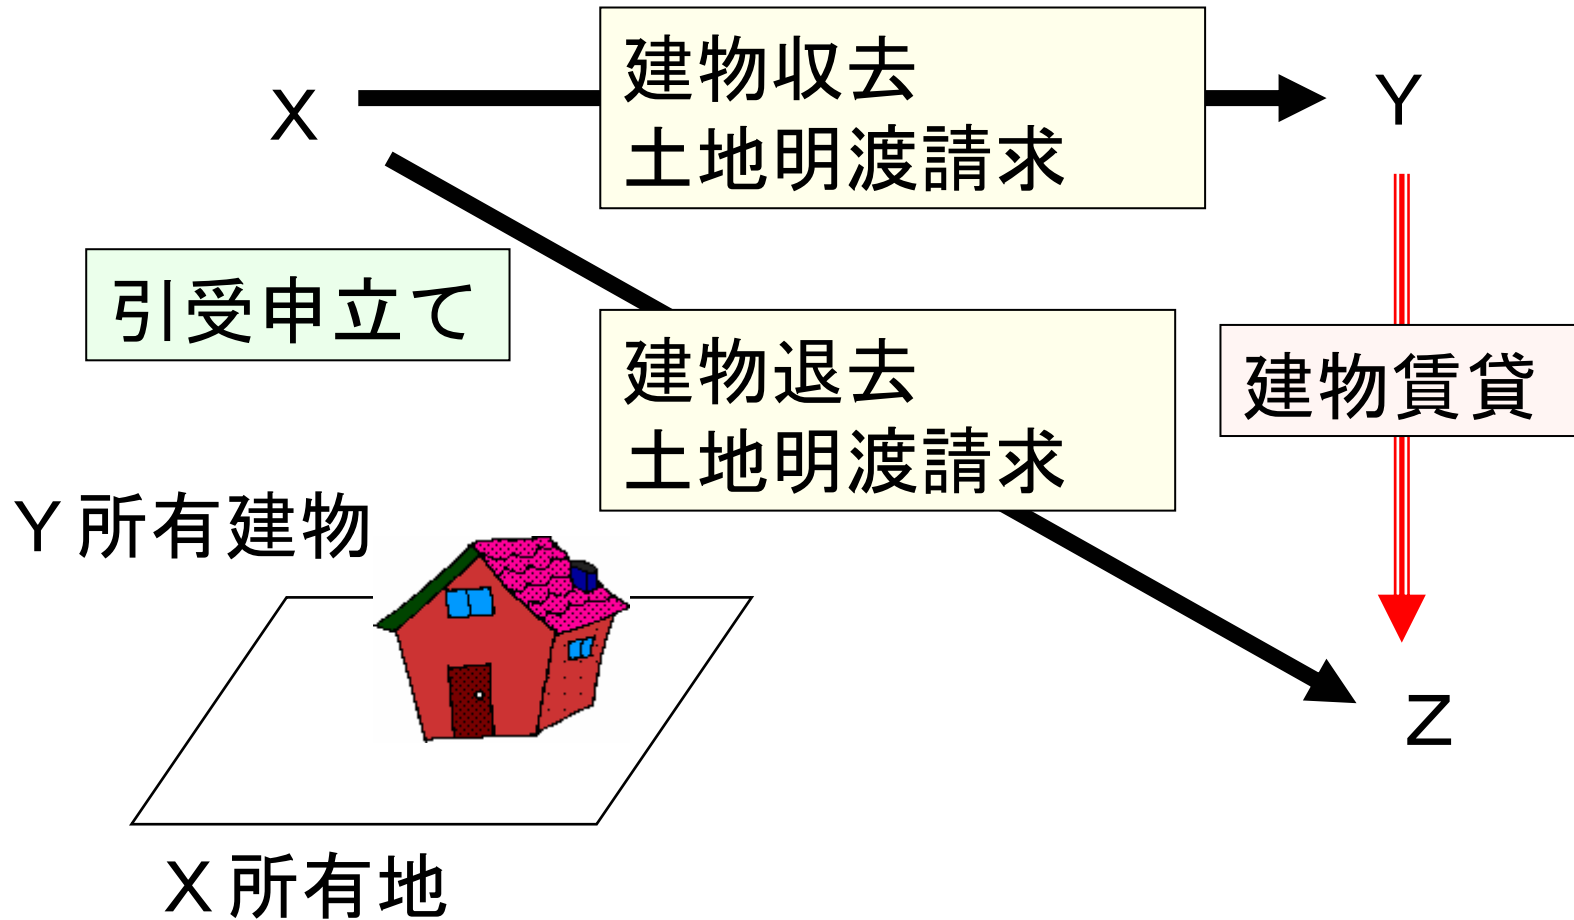 X
建物収去
土地明渡請求
Y
引受申立て
建物退去
土地明渡請求
建物賃貸
Y所有建物
Z
X所有地